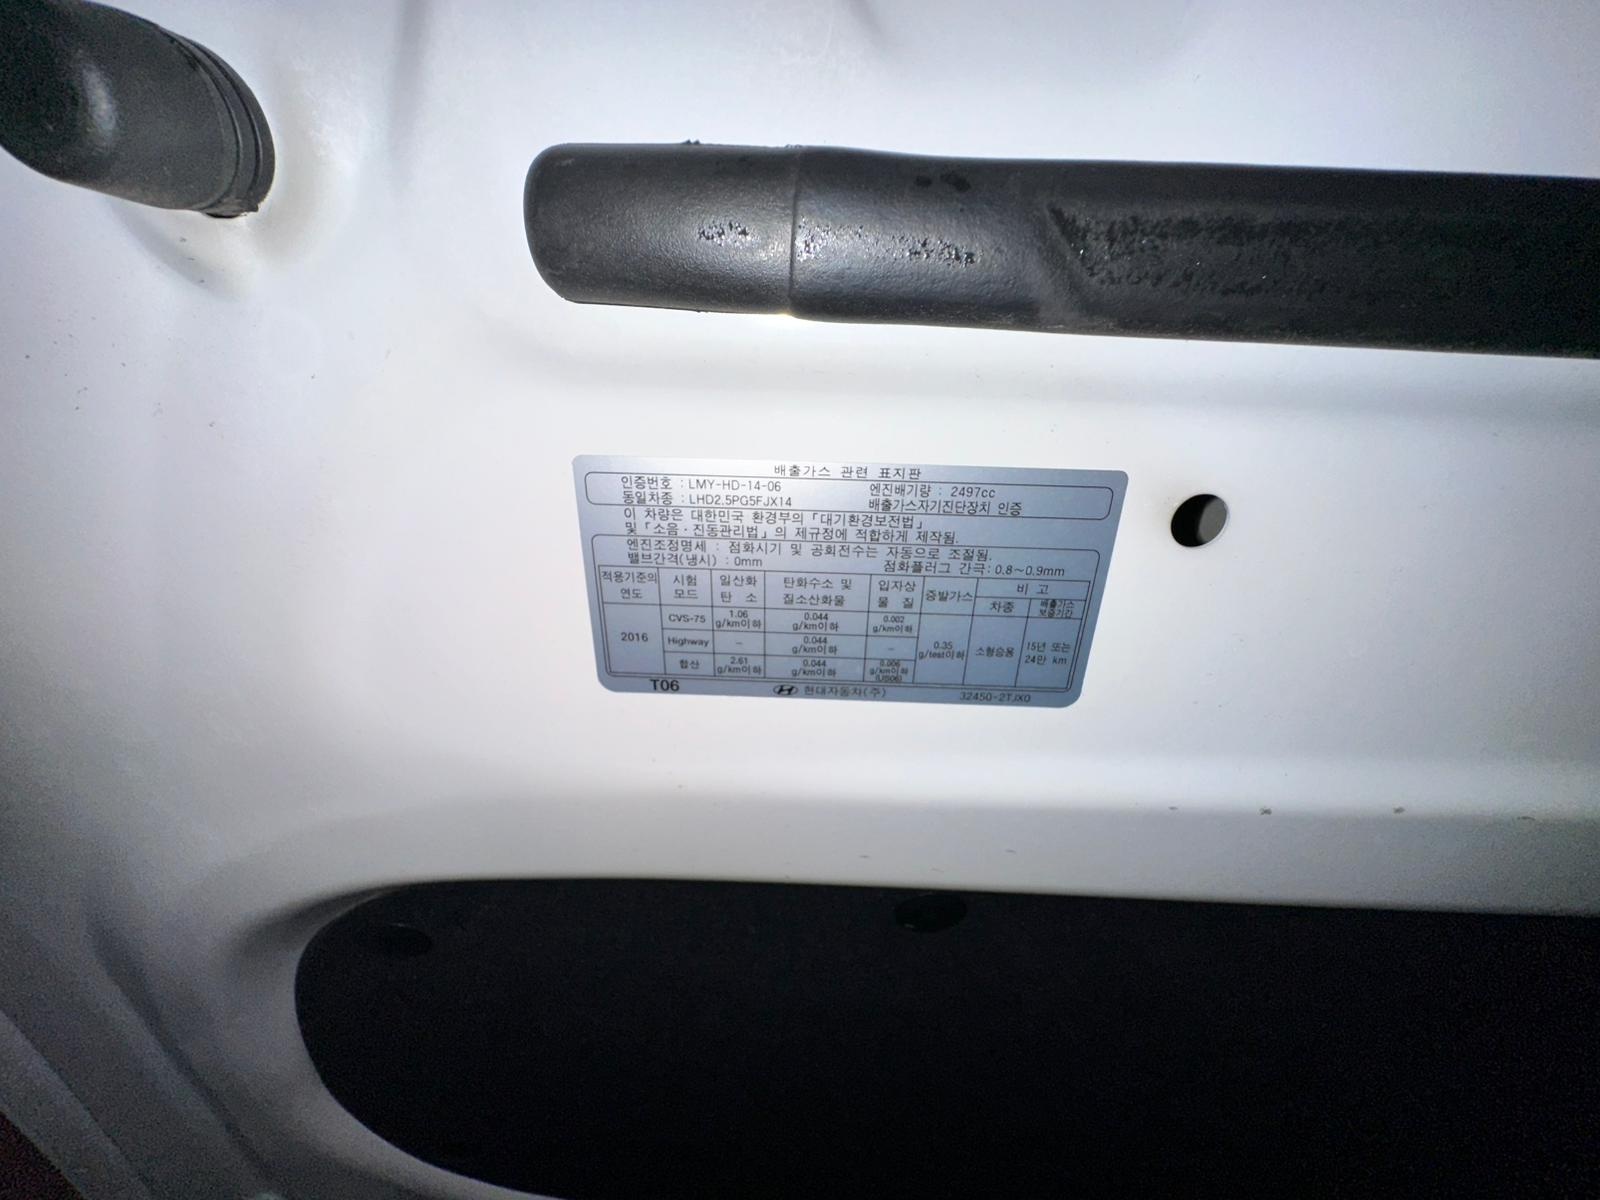 배출가스 관련 표지판
인증번호 : LMY-HD-14-06 엔진배기량 : 2497cc
동일차종 : LHD2.5PG5FJX14 배출가스자기진단장치 인증
이 차량은 대한민국 환경부의 「대기환경보전법」
및 「소음·진동관리법」의 제규정에 적합하게 제작됨.
엔진조정명세 : 점화시기 및 공회전수는 자동으로 조절됨.
밸브간격(냉시) : 0mm 점화플러그 간극 : 0.8~0.9mm
적용기준의 연도 시험 모드 일산화 탄 소 탄화수소 및 질소산화물 입자상 물 질 증발가스 비 고
차종 배출가스 보증기간
2016 CVS-75 1.06 g/km이하 0.044 g/km이하 0.002 g/km이하 0.35 g/test이하 소형승용 15년 또는 24만 km
Highway - 0.044 g/km이하 -
합산 2.61 g/km이하 0.044 g/km이하 0.006 g/km이하 (US06)
T06 현대자동차(주) 32450-2TJX0